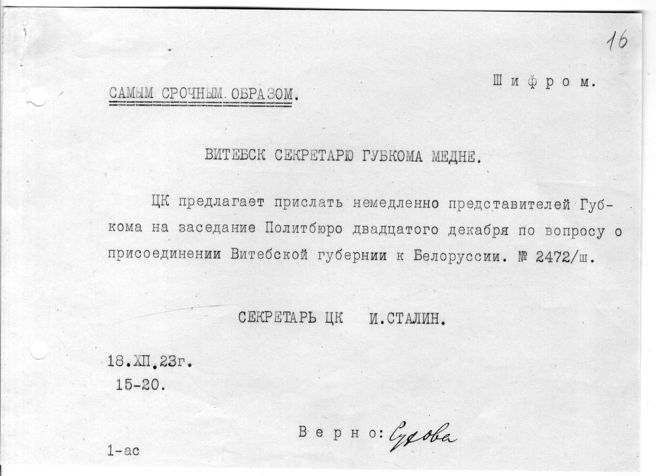 16
Шифром.
САМЫМ СРОЧНЫМ ОБРАЗОМ.
ВИТЕБСК СЕКРЕТАРЮ ГУБКОМА МЕДНЕ.
ЦК предлагает прислать немедленно представителей Губ-
кома на заседание Политбюро двадцатого декабря по вопросу о
присоединении Витебской губернии к Белоруссии. № 2472/ш.
СЕКРЕТАРЬ ЦК И.СТАЛИН.
18.XII.23г.
15-20.
Верно:
1-ас